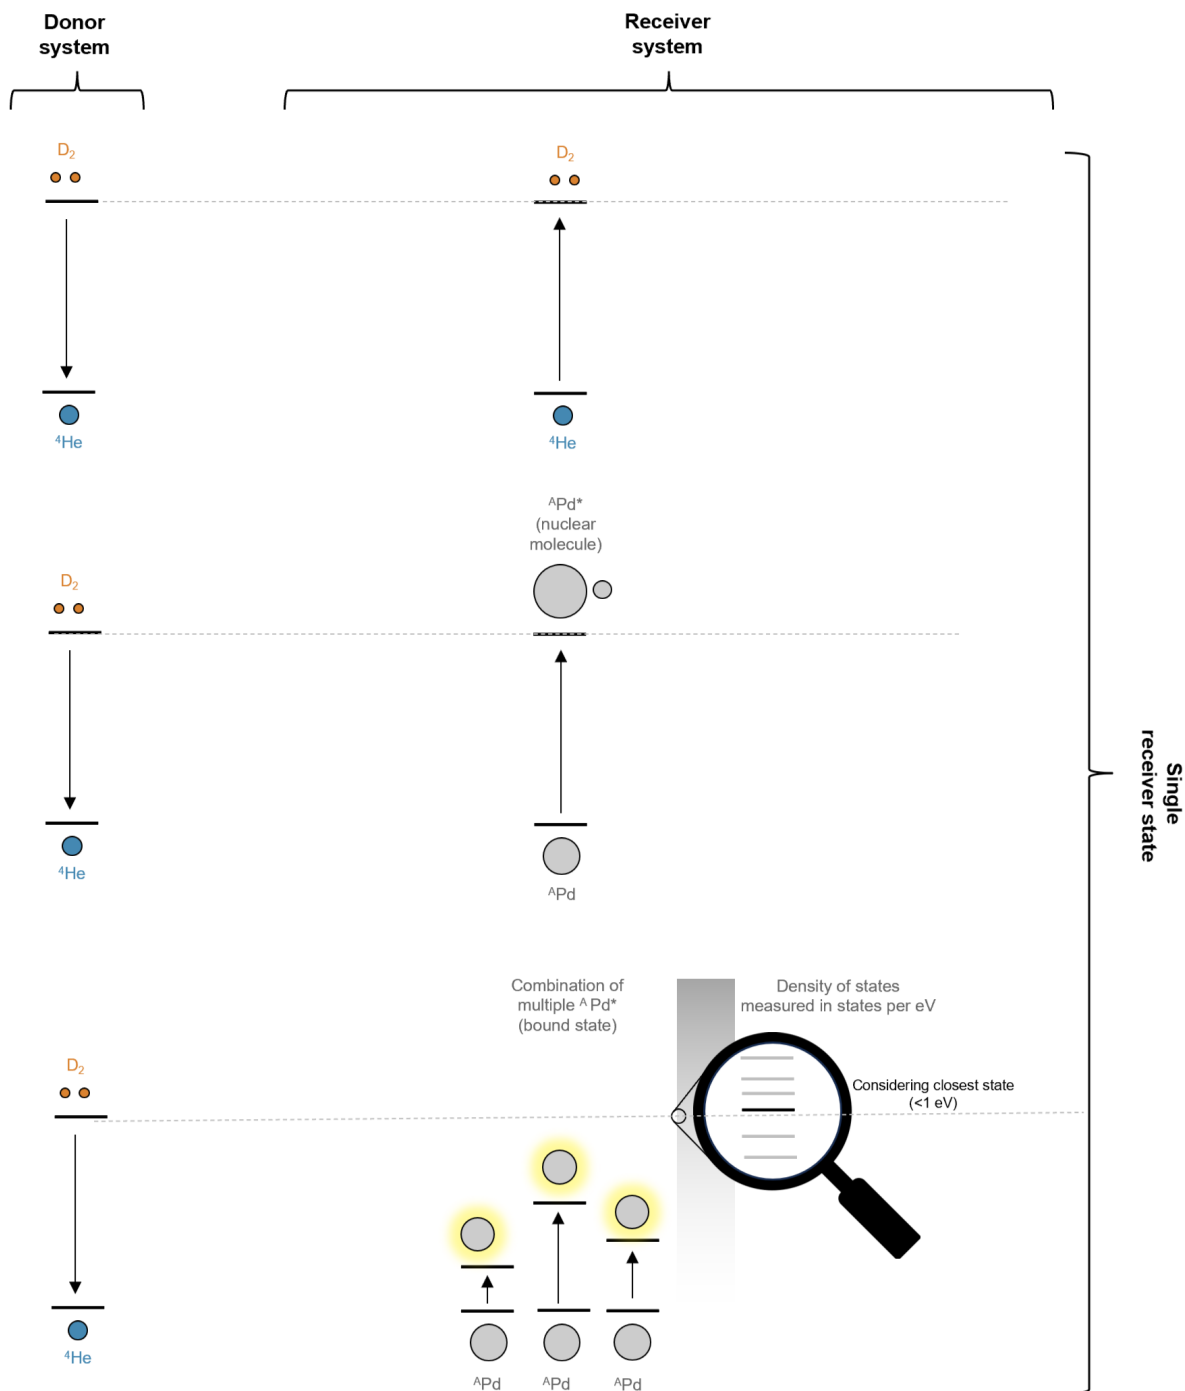 Donor
system
Receiver
system
D₂
D₂
⁴He
⁴He
ᴬPd*
(nuclear
molecule)
D₂
⁴He
ᴬPd
Single
receiver state
Combination of
multiple ᴬ Pd*
(bound state)
Density of states
measured in states per eV
D₂
Considering closest state
(<1 eV)
⁴He
ᴬPd
ᴬPd
ᴬPd